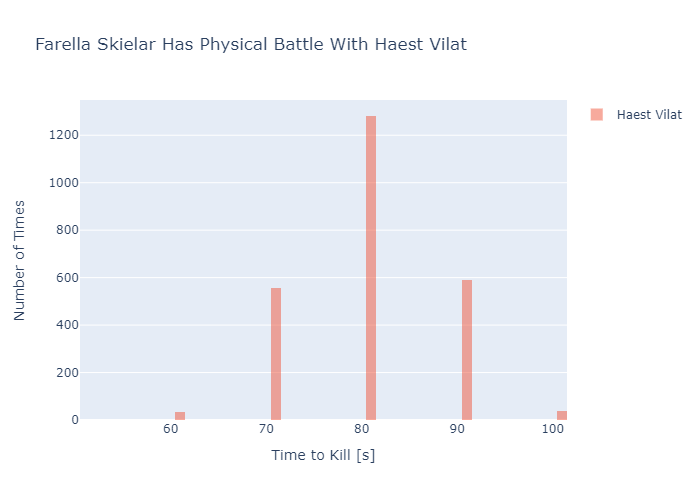 Farella Skielar Has Physical Battle With Haest Vilat
Haest Vilat
1200
1000
800
600
400
200
0
Number of Times
60 70 80 90 100
Time to Kill [s]